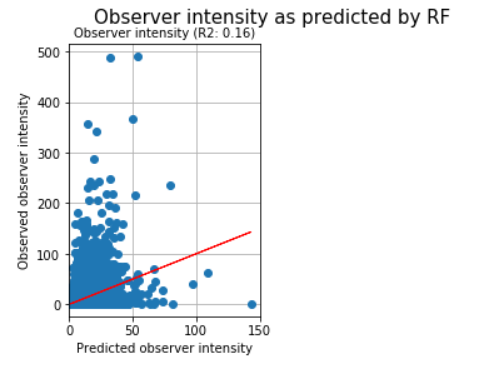 Observer intensity as predicted by RF
Observer intensity (R2: 0.16)
500
400
300
200
100
0
Observed observer intensity
0
50
100
150
Predicted observer intensity